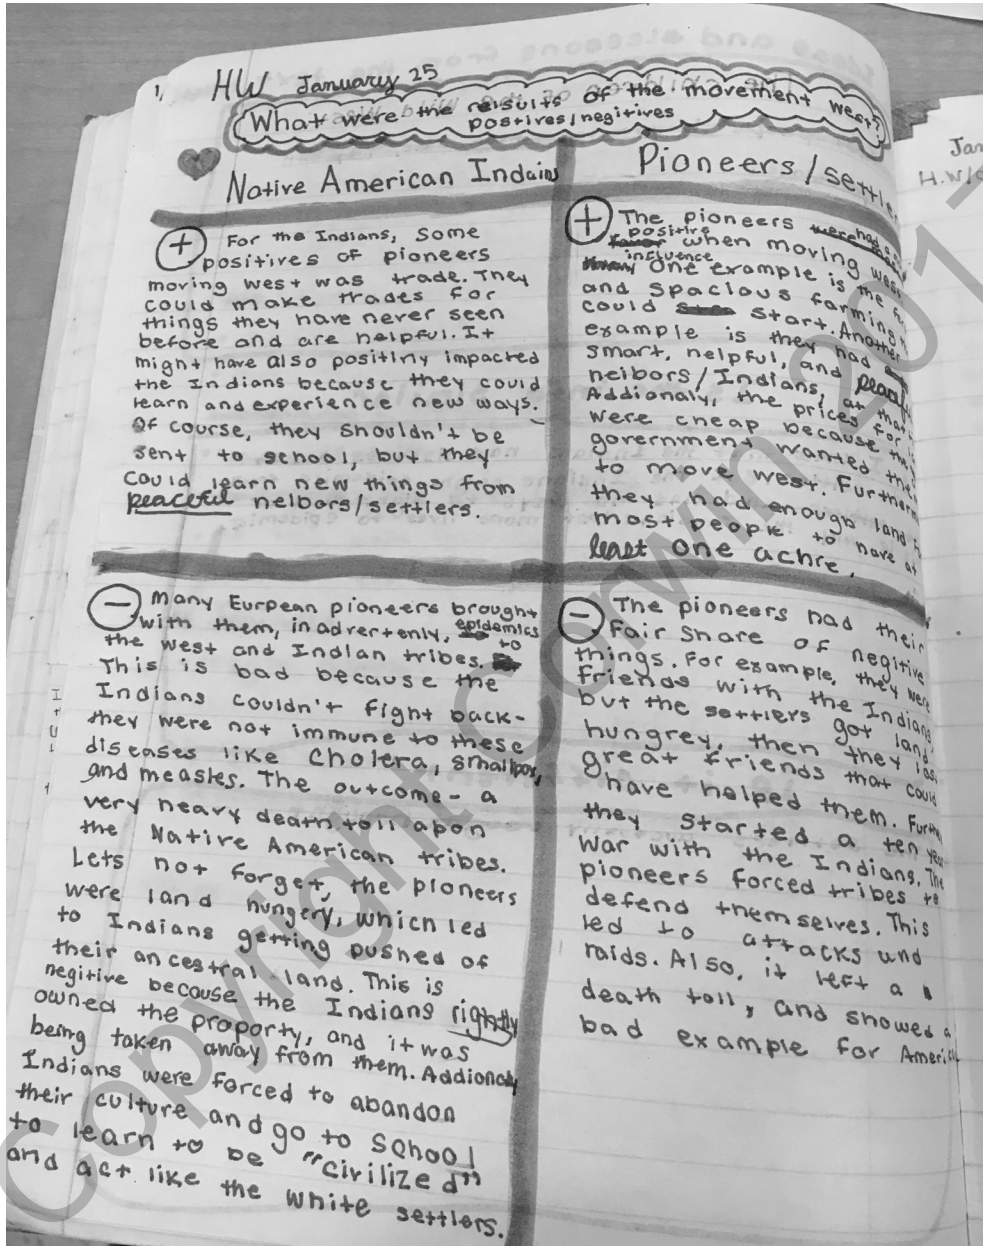 1, HW January 25
What were the reisults of the movement west?
postives/negitives
Native American Indains
+ For the Indians, some
positives of pioneers
moving west was trade. They
could make trades for
things they have never seen
before and are helpful. It
might have also positivly impacted
the Indians because they could
learn and experience new ways.
Of course, they shouldn't be
sent to school, but they
could learn new things from
peaceful neibors/settlers.
Pioneers/settler
+ The pioneers
positive when moving west
influence One example is the
and spacious farming
could start. Another
example is they had
smart, helpful, and peaceful
neibors/Indians, at that
Addionaly, the prices for
were cheap because the
government wanted them
to move west. Furtherm
they had enough land
most people to have at
least one achre.
- Many Eurpean pioneers brought
with them, inadvertenly, epidemics
the west and Indian tribes. to
This is bad because the
Indians couldn't fight back-
they were not immune to these
diseases like Cholera, smallpox,
and measles. The outcome- a
very heavy death toll apon
the Native American tribes.
Lets not forget, the pioneers
were land hungery, which led
to Indians getting pushed of
their ancestral land. This is
negitive because the Indians rightly
owned the proporty, and it was
being taken away from them. Addionaly
Indians were forced to abandon
their culture and go to school
to learn to be "civilized"
and act like the white settlers.
- The pioneers had their
fair share of negitive
things. For example, they were
friends with the Indians,
but the settlers got land
hungrey, then they los
great friends that could
have helped them. Furthe
they started a ten year
war with the Indians. The
pioneers forced tribes to
defend themselves. This
led to attacks and
raids. Also, it left a
death toll, and showed a
bad example for America
Jan
H.W/C
Copyright Corwin 201